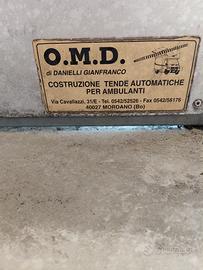 O.M.D.
di DANIELLI GIANFRANCO
COSTRUZIONE TENDE AUTOMATICHE
PER AMBULANTI
Via Cavallazzi, 31/E - Tel. 0542/52526 - Fax 0542/56176
40027 MORDANO (Bo)